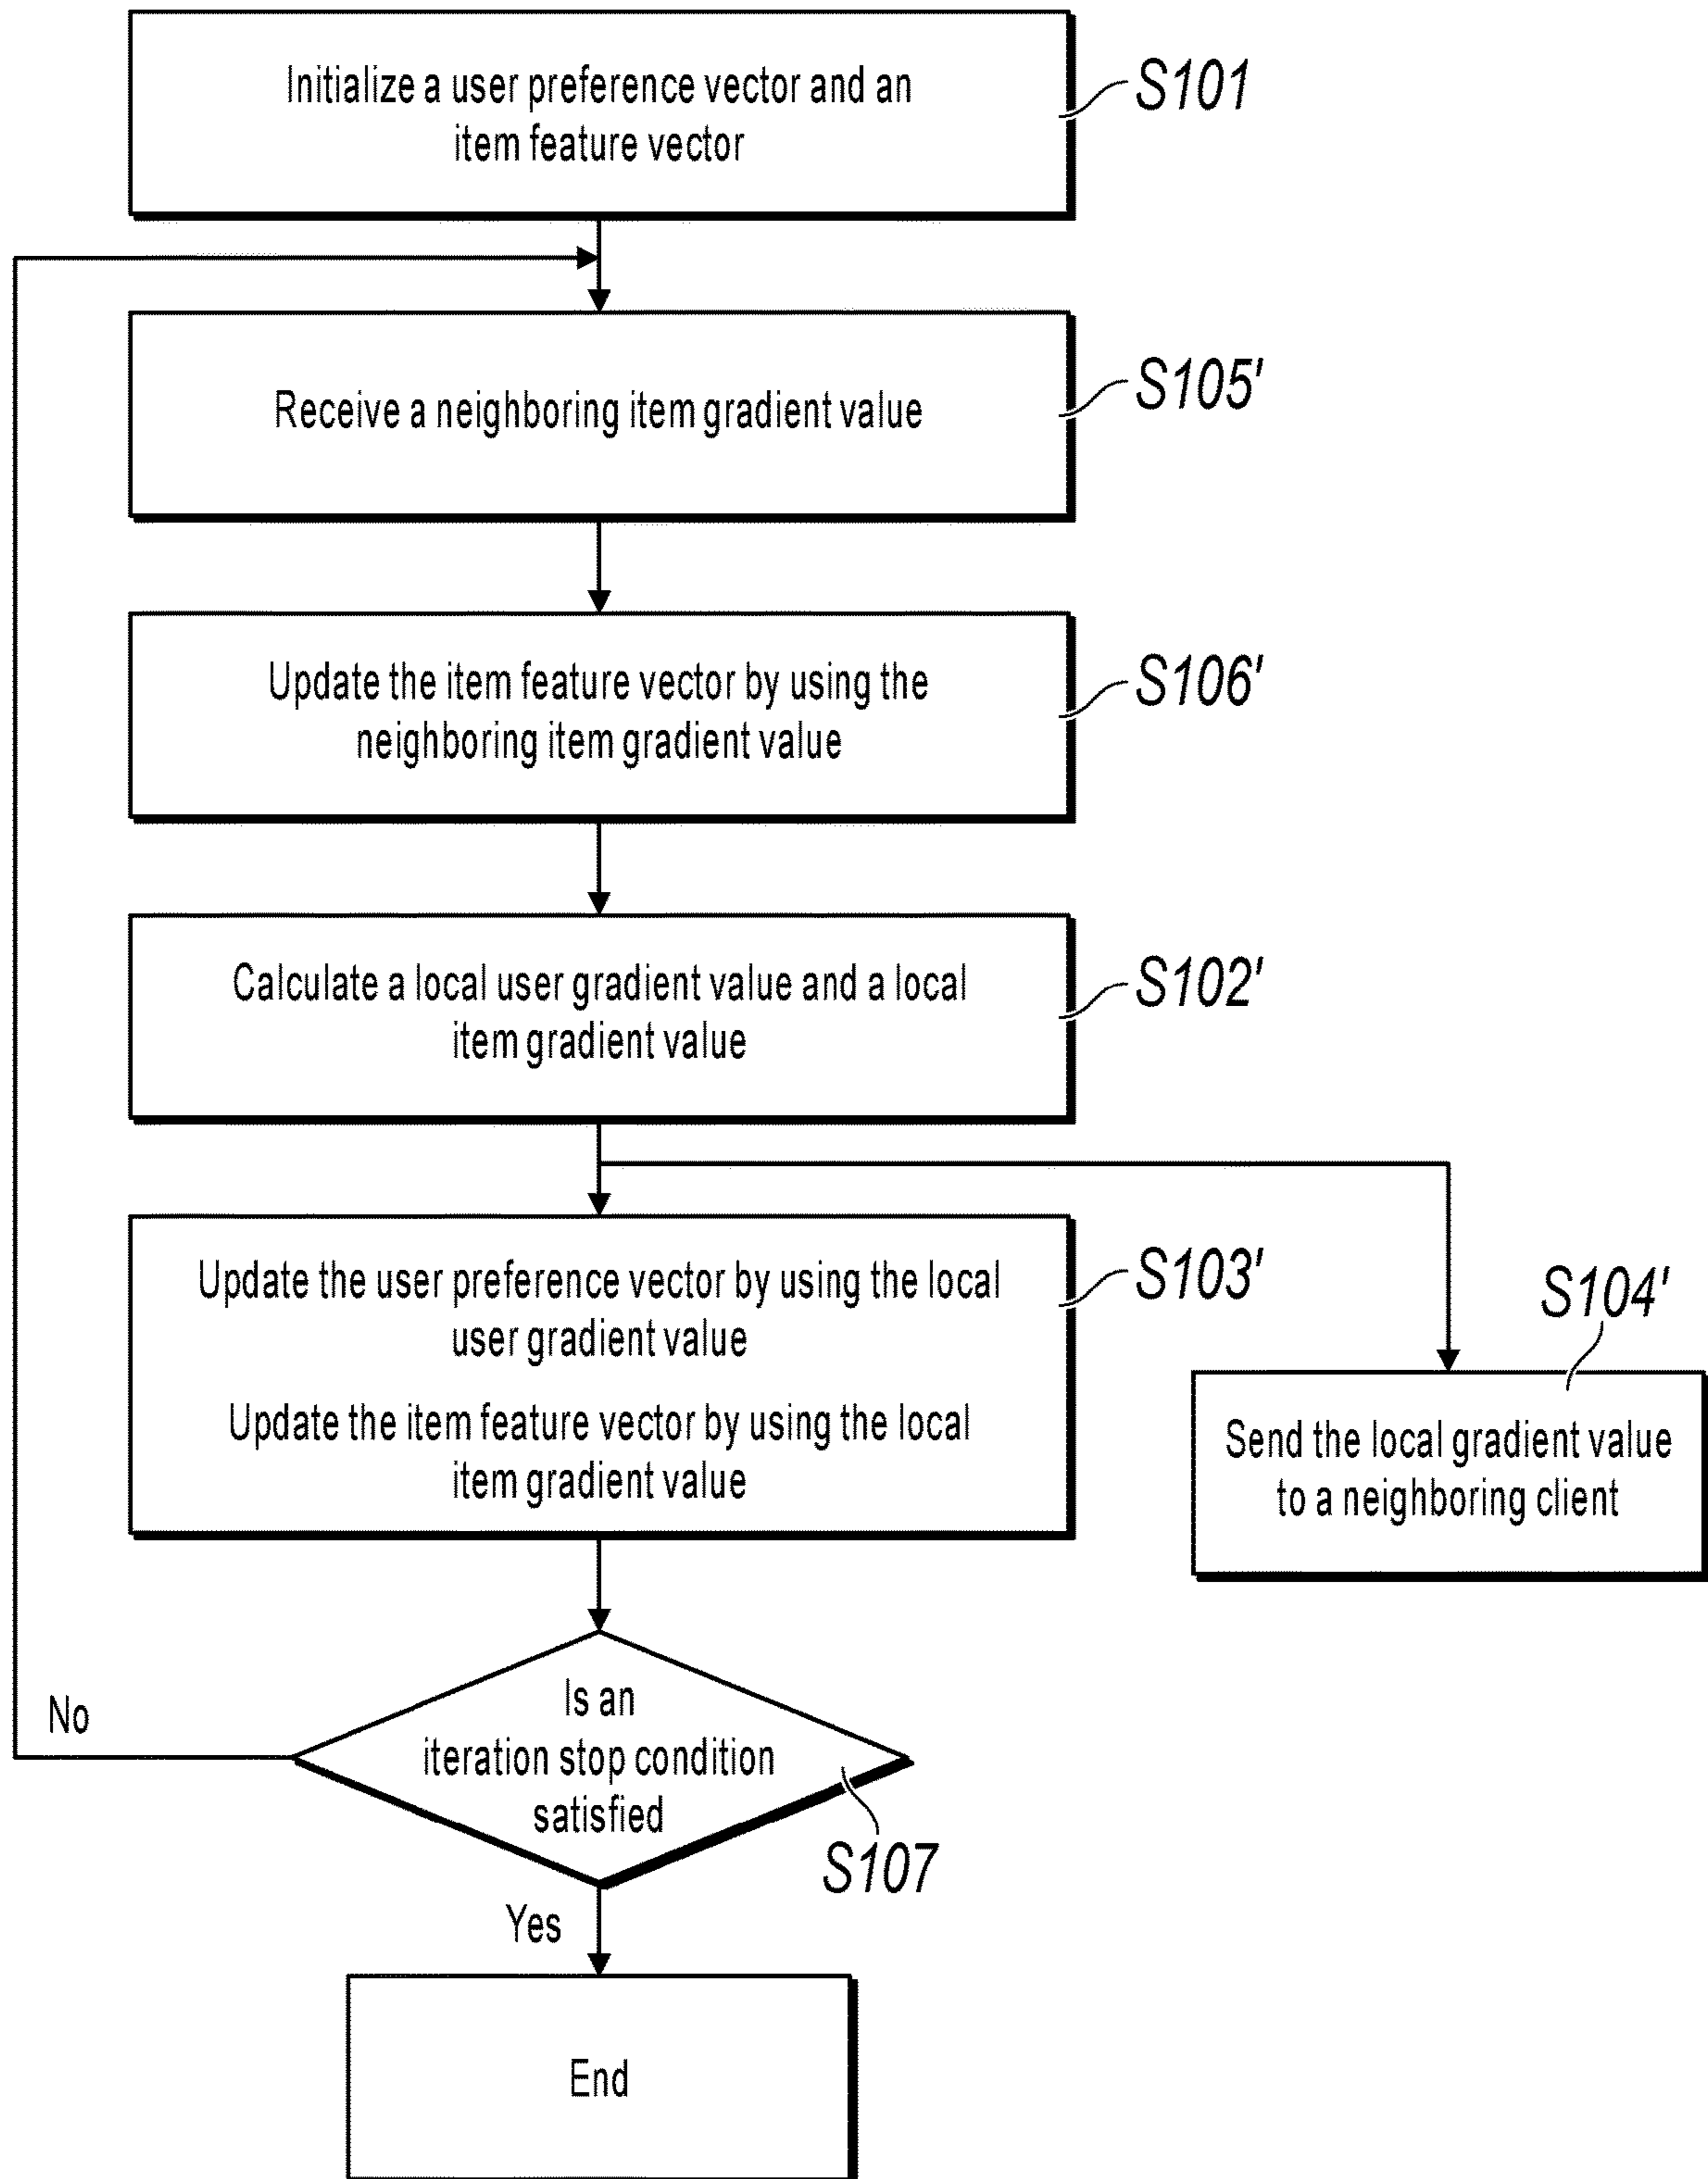 Initialize a user preference vector and an
item feature vector
S101
Receive a neighboring item gradient value
S105'
Update the item feature vector by using the
neighboring item gradient value
S106'
Calculate a local user gradient value and a local
item gradient value
S102'
Update the user preference vector by using the local
user gradient value
Update the item feature vector by using the local
item gradient value
S103'
S104'
Send the local gradient value
to a neighboring client
No
Is an
iteration stop condition
satisfied
S107
Yes
End